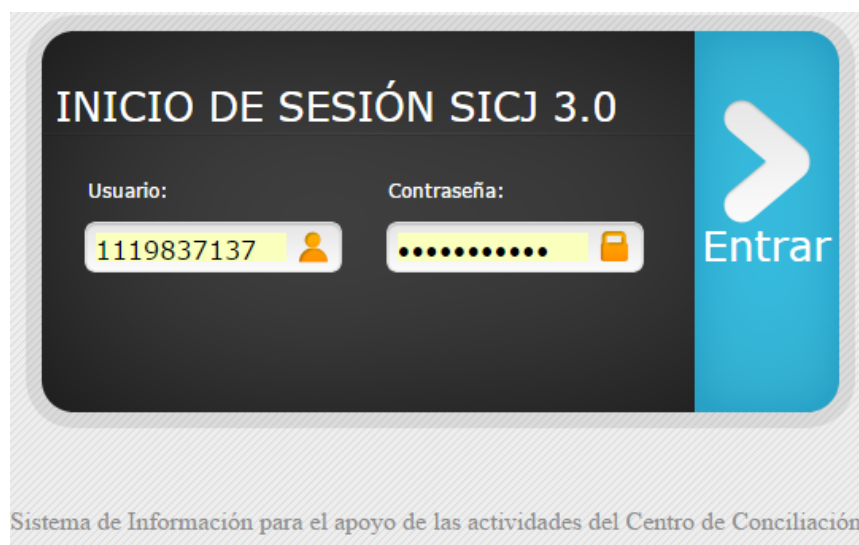 INICIO DE SESIÓN SICJ 3.0
Usuario: Contraseña:
1119837137 •••••••••••
Entrar
Sistema de Información para el apoyo de las actividades del Centro de Conciliación